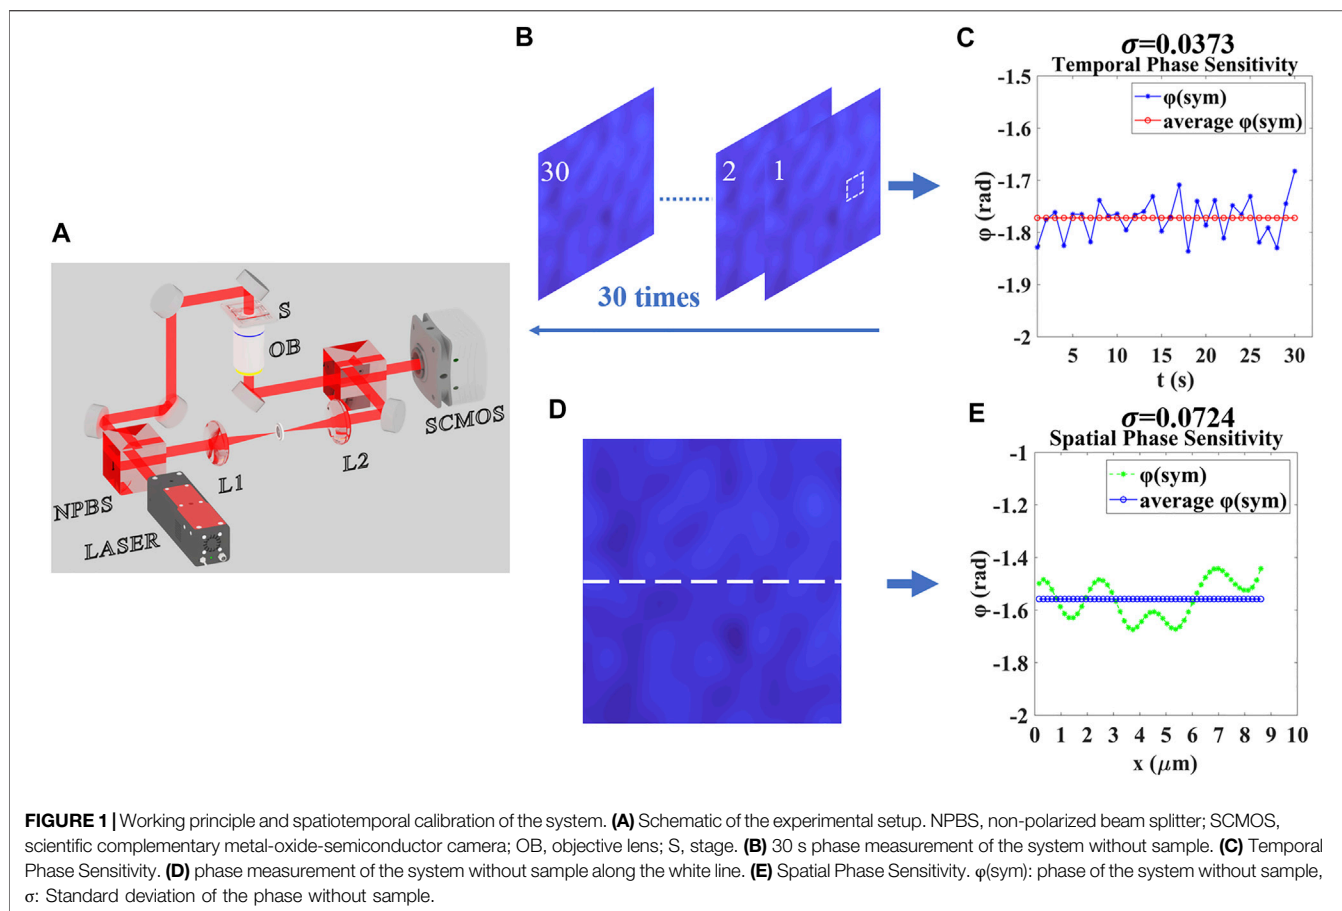 A
S
OB
SCMOS
L2
L1
NPBS
LASER
B
30
2
1
30 times
C
σ=0.0373
Temporal Phase Sensitivity
φ(sym)
average φ(sym)
-1.5
-1.6
-1.7
-1.8
-1.9
-2
φ (rad)
5 10 15 20 25 30
t (s)
D
E
σ=0.0724
Spatial Phase Sensitivity
φ(sym)
average φ(sym)
-1
-1.2
-1.4
-1.6
-1.8
-2
φ (rad)
0 1 2 3 4 5 6 7 8 9 10
x (μm)
FIGURE 1 | Working principle and spatiotemporal calibration of the system. (A) Schematic of the experimental setup. NPBS, non-polarized beam splitter; SCMOS,
scientific complementary metal-oxide-semiconductor camera; OB, objective lens; S, stage. (B) 30 s phase measurement of the system without sample. (C) Temporal
Phase Sensitivity. (D) phase measurement of the system without sample along the white line. (E) Spatial Phase Sensitivity. φ(sym): phase of the system without sample,
σ: Standard deviation of the phase without sample.